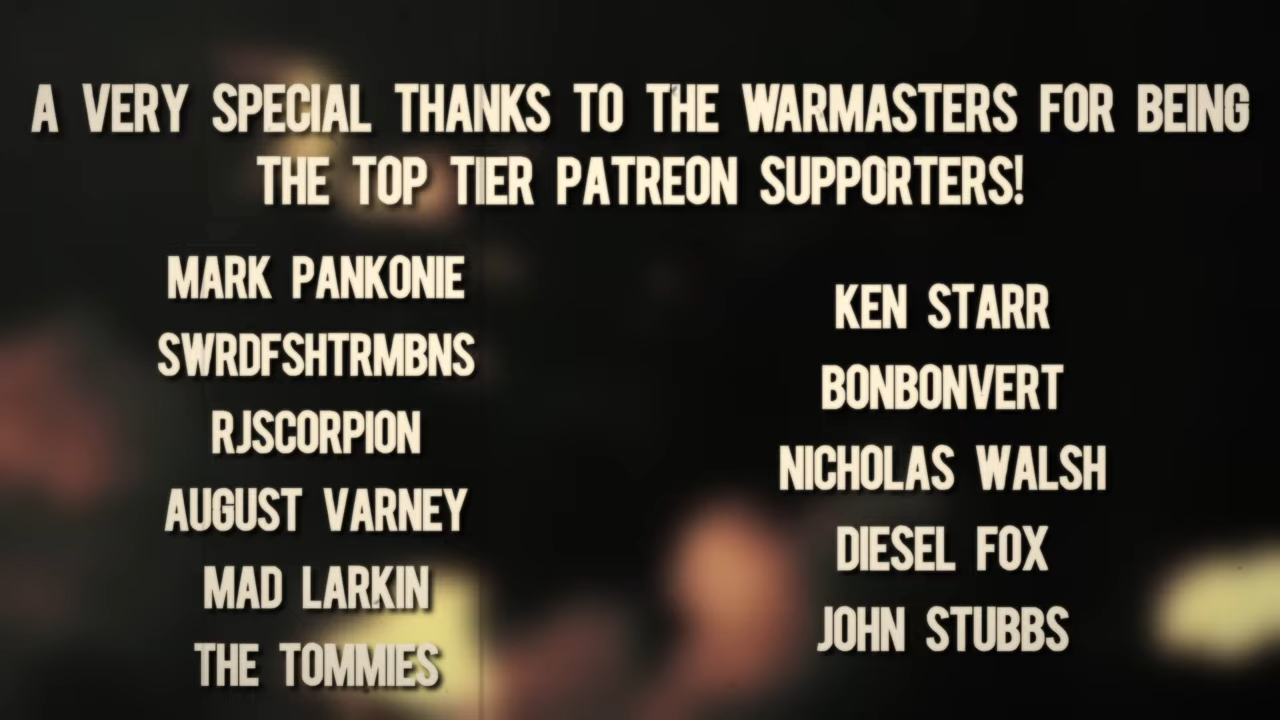 A VERY SPECIAL THANKS TO THE WARMASTERS FOR BEING
THE TOP TIER PATREON SUPPORTERS!
MARK PANKONIE
SWRDFSHTRMBNS
RJSCORPION
AUGUST VARNEY
MAD LARKIN
THE TOMMIES
KEN STARR
BONBONVERT
NICHOLAS WALSH
DIESEL FOX
JOHN STUBBS